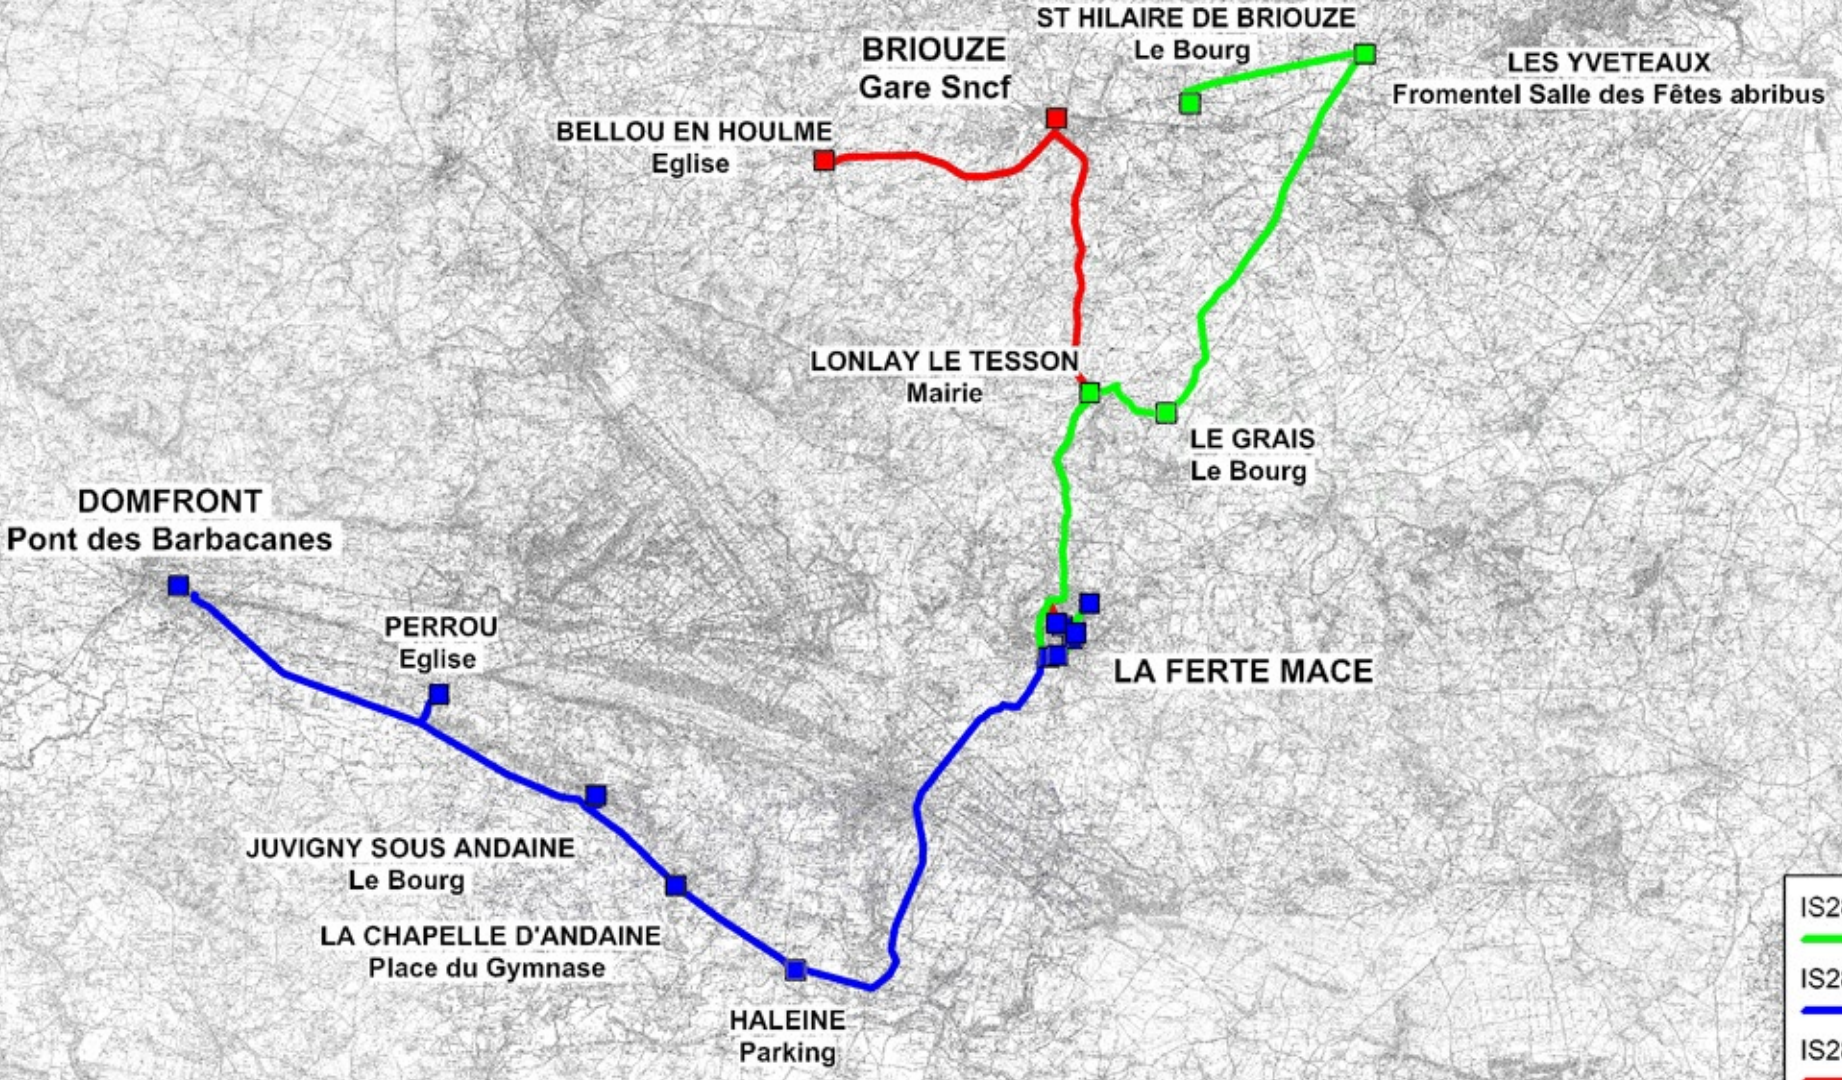 ST HILAIRE DE BRIOUZE
Le Bourg
BRIOUZE
Gare Sncf
LES YVETEAUX
Fromentel Salle des Fêtes abribus
BELLOU EN HOULME
Eglise
LONLAY LE TESSON
Mairie
LE GRAIS
Le Bourg
DOMFRONT
Pont des Barbacanes
PERROU
Eglise
LA FERTE MACE
JUVIGNY SOUS ANDAINE
Le Bourg
LA CHAPELLE D'ANDAINE
Place du Gymnase
HALEINE
Parking